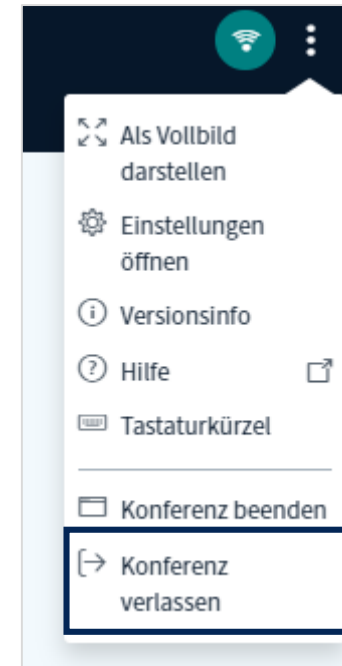 Als Vollbild
darstellen
Einstellungen
öffnen
Versionsinfo
Hilfe
Tastaturkürzel
Konferenz beenden
Konferenz
verlassen